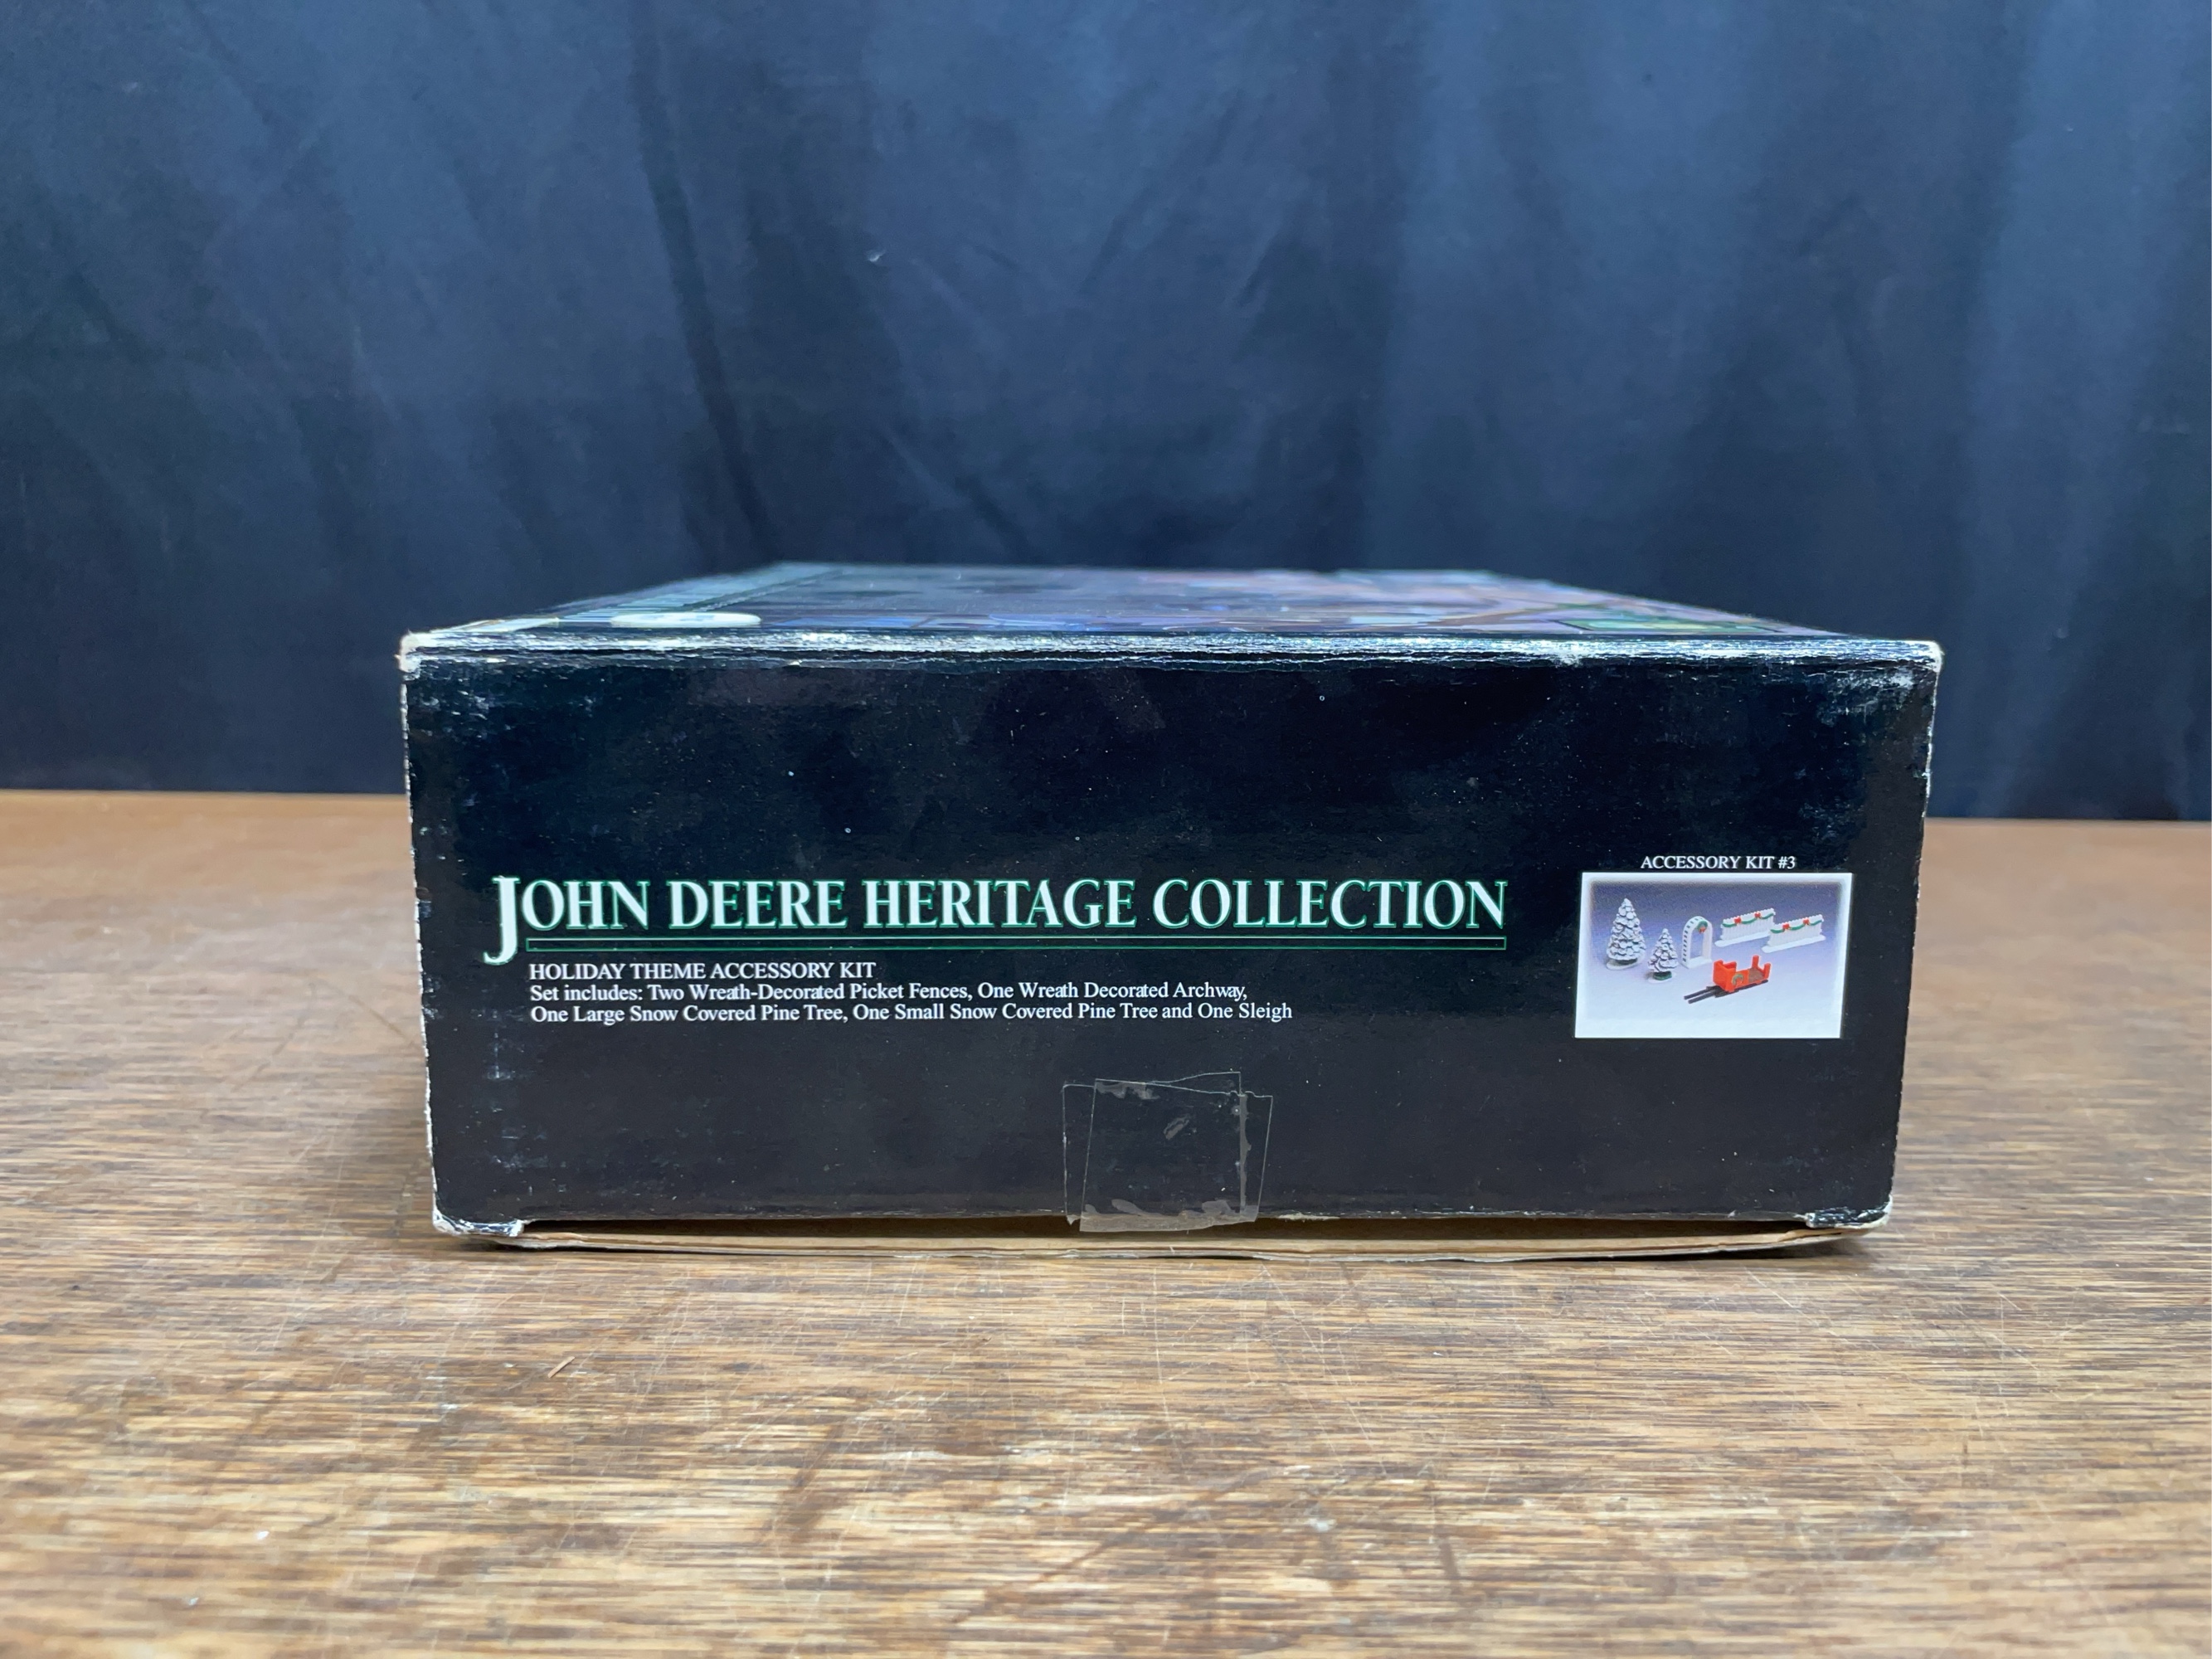 JOHN DEERE HERITAGE COLLECTION
HOLIDAY THEME ACCESSORY KIT
Set includes: Two Wreath-Decorated Picket Fences, One Wreath Decorated Archway,
One Large Snow Covered Pine Tree, One Small Snow Covered Pine Tree and One Sleigh
ACCESSORY KIT #3